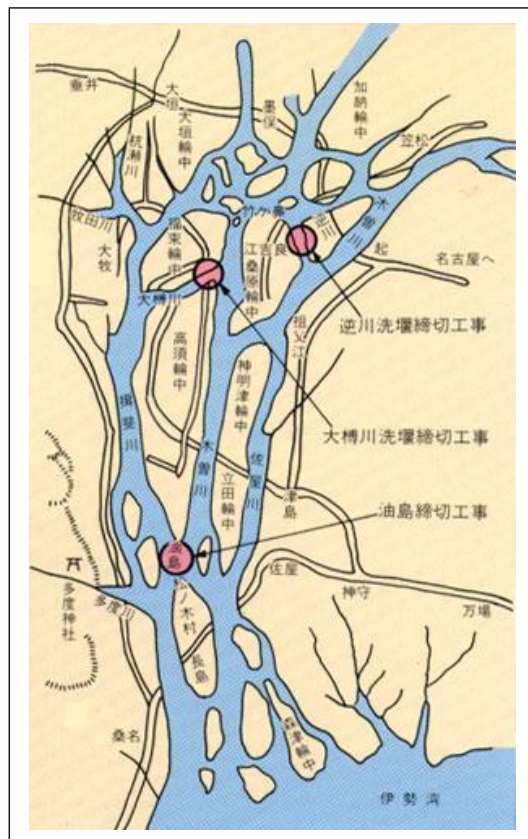 垂井
大垣
大垣輪中
墨俣
加納輪中
笠松
杭瀬川
牧田川
大牧
福束輪中
竹が鼻
逆川
木曽川
江吉良
桑原輪中
起
名古屋へ
大榑川
高須輪中
神明津輪中
祖父江
逆川洗堰締切工事
大榑川洗堰締切工事
揖斐川
木曽川
佐屋川
立田輪中
津島
油島締切工事
油島
佐屋
神守
万場
多度神社
多度川
松ノ木村
長島
桑名
森津輪中
伊勢湾